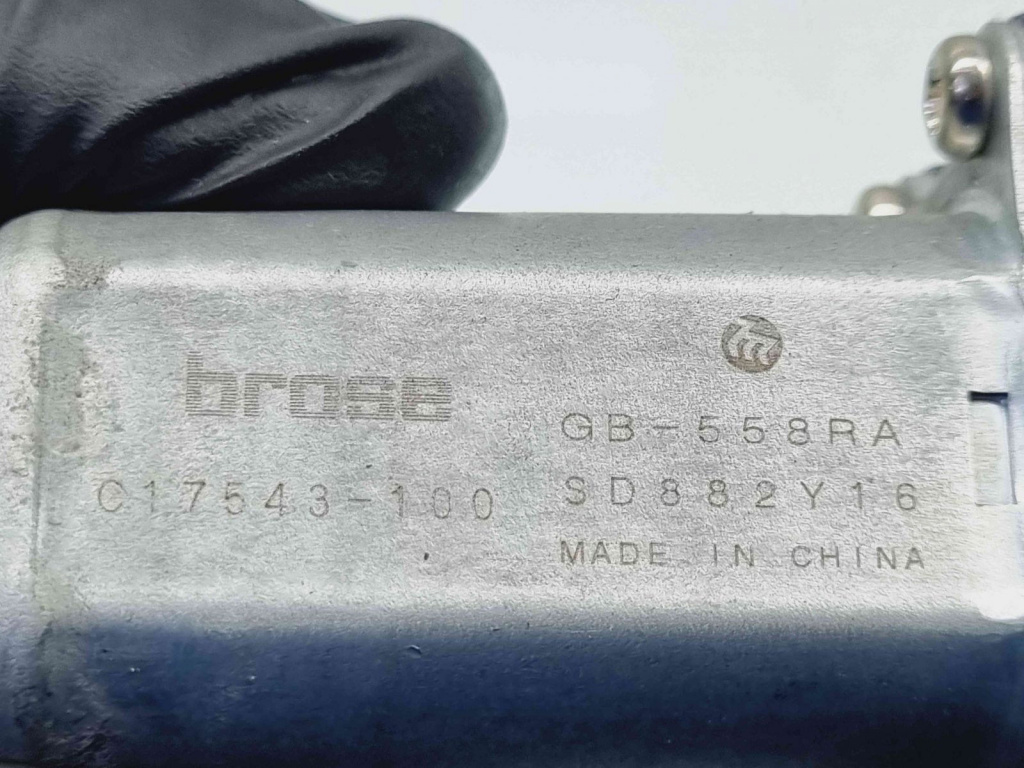 brose
C17543-100
GB-558RA
SD882Y16
MADE IN CHINA